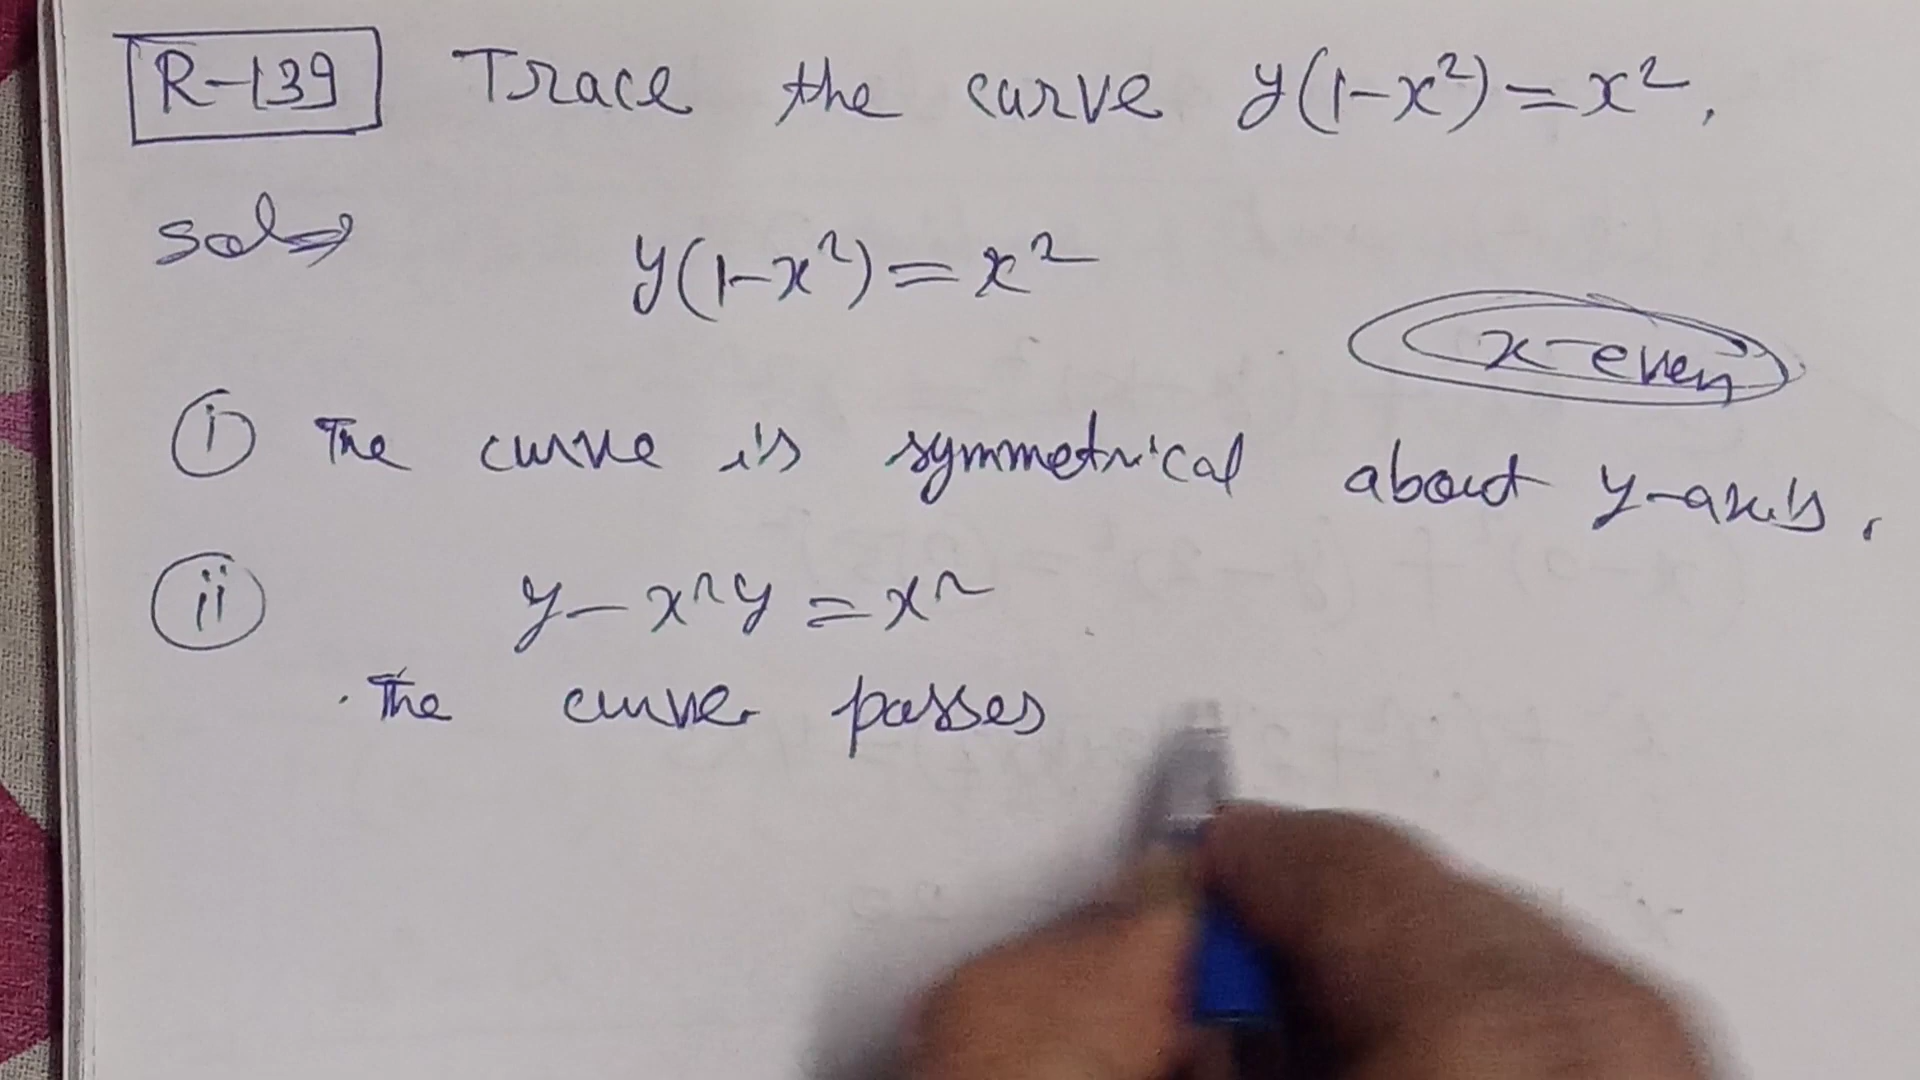 R-139 Trace the curve y(1-x²)=x².
sol⇒
y(1-x²)=x²
x-even
(i) The curve is symmetrical about y-axis.
(ii) y-x²y=x²
. The curve passes